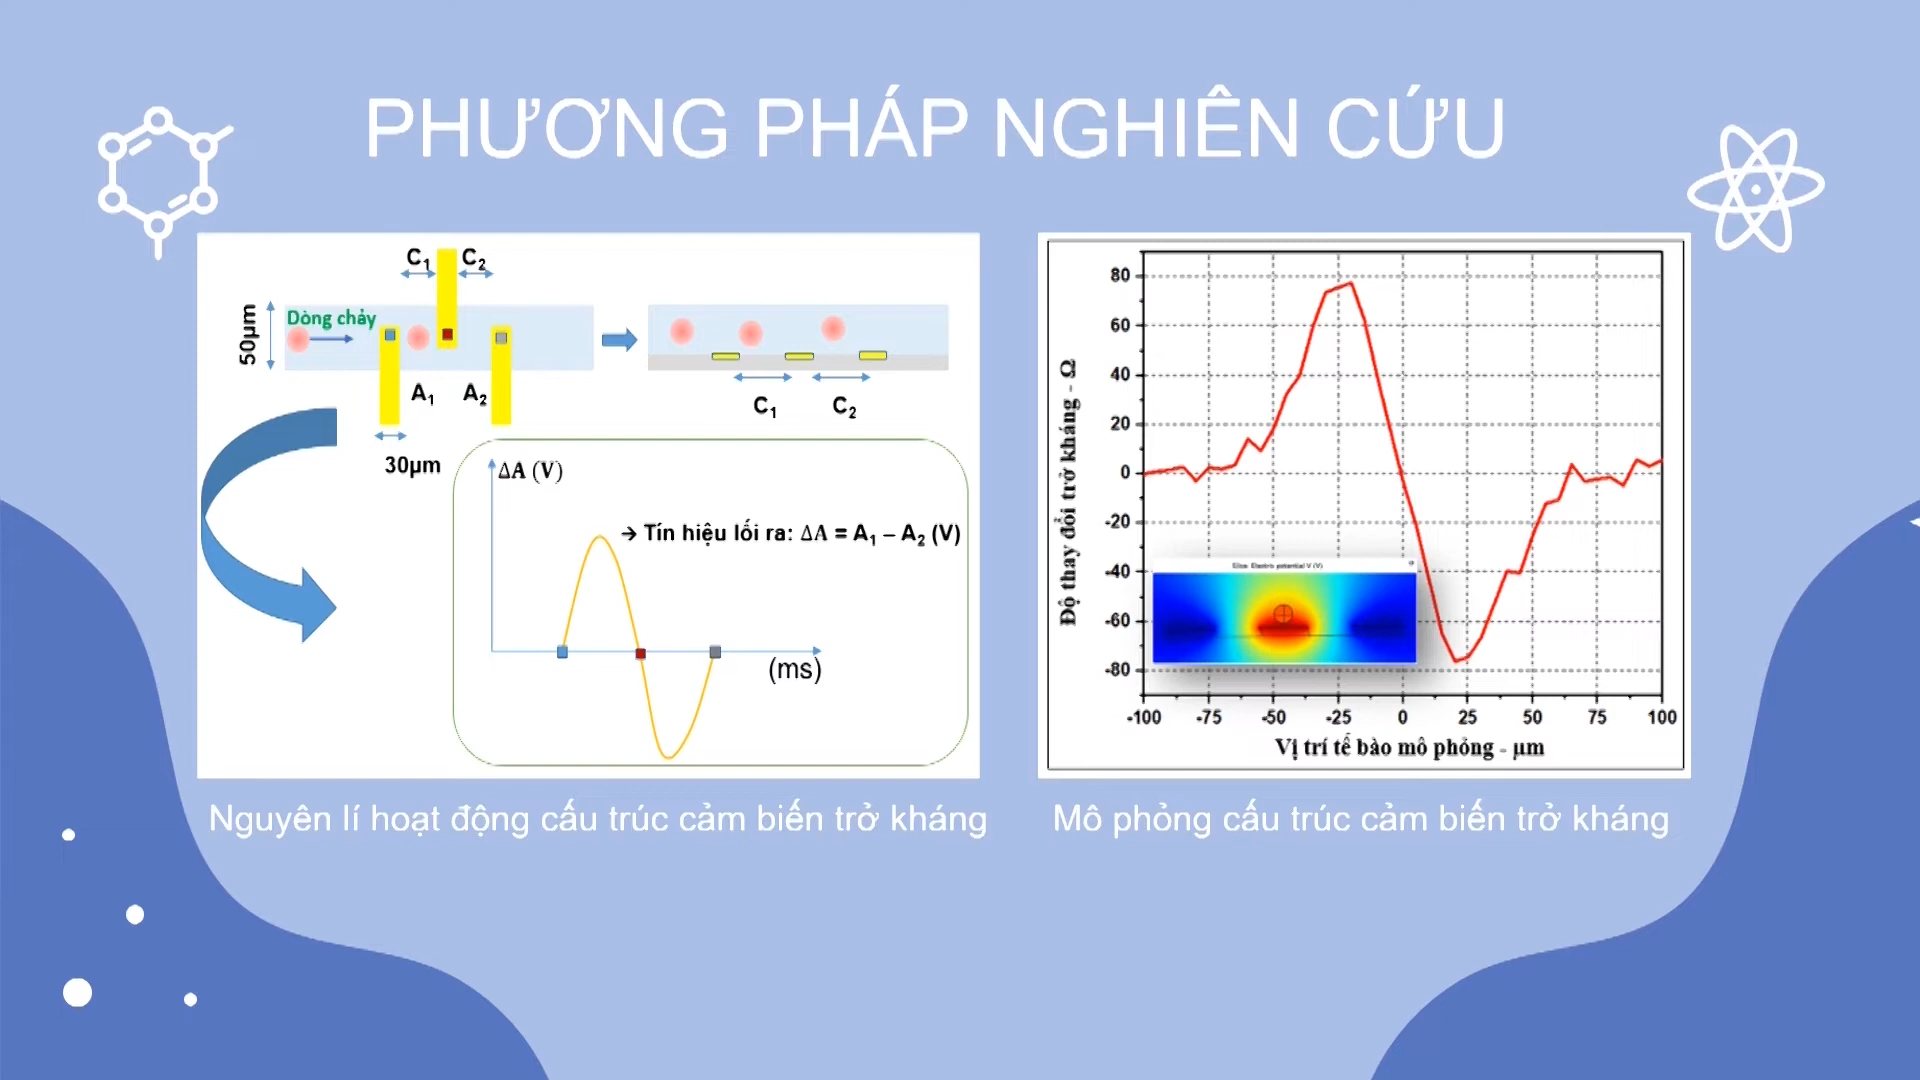 PHƯƠNG PHÁP NGHIÊN CỨU
C1 C2
50µm
Dòng chảy
A1 A2
30µm
C1 C2
ΔA (V)
→ Tín hiệu lối ra: ΔA = A1 – A2 (V)
(ms)
Nguyên lí hoạt động cấu trúc cảm biến trở kháng
Độ thay đổi trở kháng - Ω
80
60
40
20
0
-20
-40
-60
-80
Slice: Electric potential V (V)
-100 -75 -50 -25 0 25 50 75 100
Vị trí tế bào mô phỏng - µm
Mô phỏng cấu trúc cảm biến trở kháng